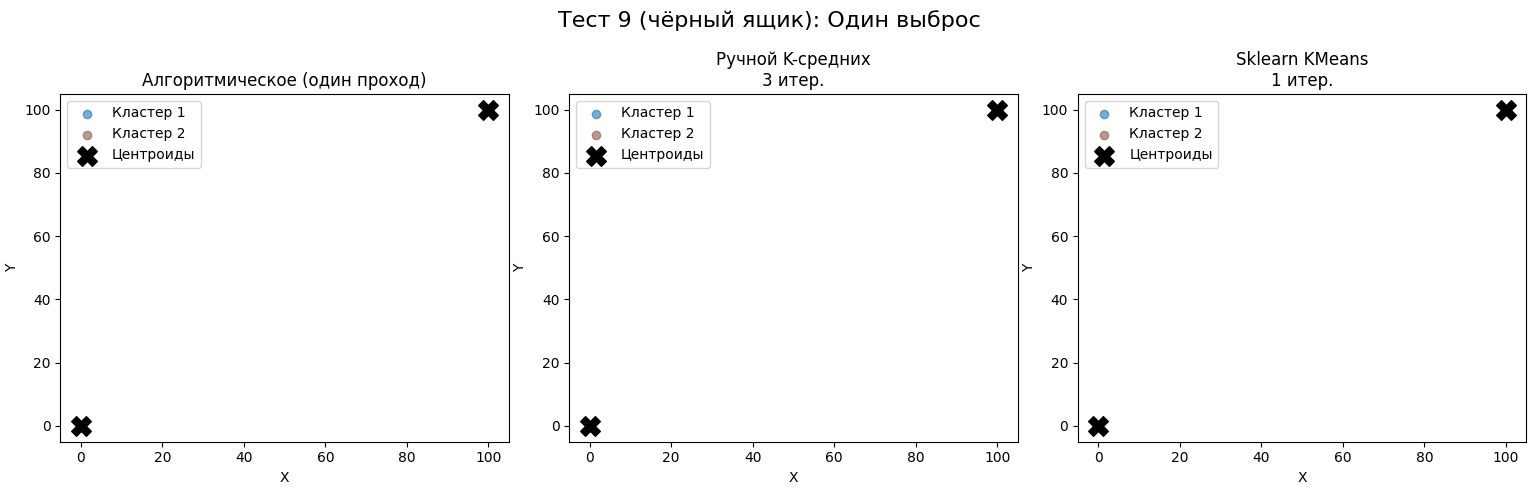 Тест 9 (чёрный ящик): Один выброс
Алгоритмическое (один проход)
Кластер 1
Кластер 2
Центроиды
100
80
60
40
20
0
Y
0 20 40 60 80 100
X
Ручной K-средних
3 итер.
Кластер 1
Кластер 2
Центроиды
100
80
60
40
20
0
Y
0 20 40 60 80 100
X
Sklearn KMeans
1 итер.
Кластер 1
Кластер 2
Центроиды
100
80
60
40
20
0
Y
0 20 40 60 80 100
X